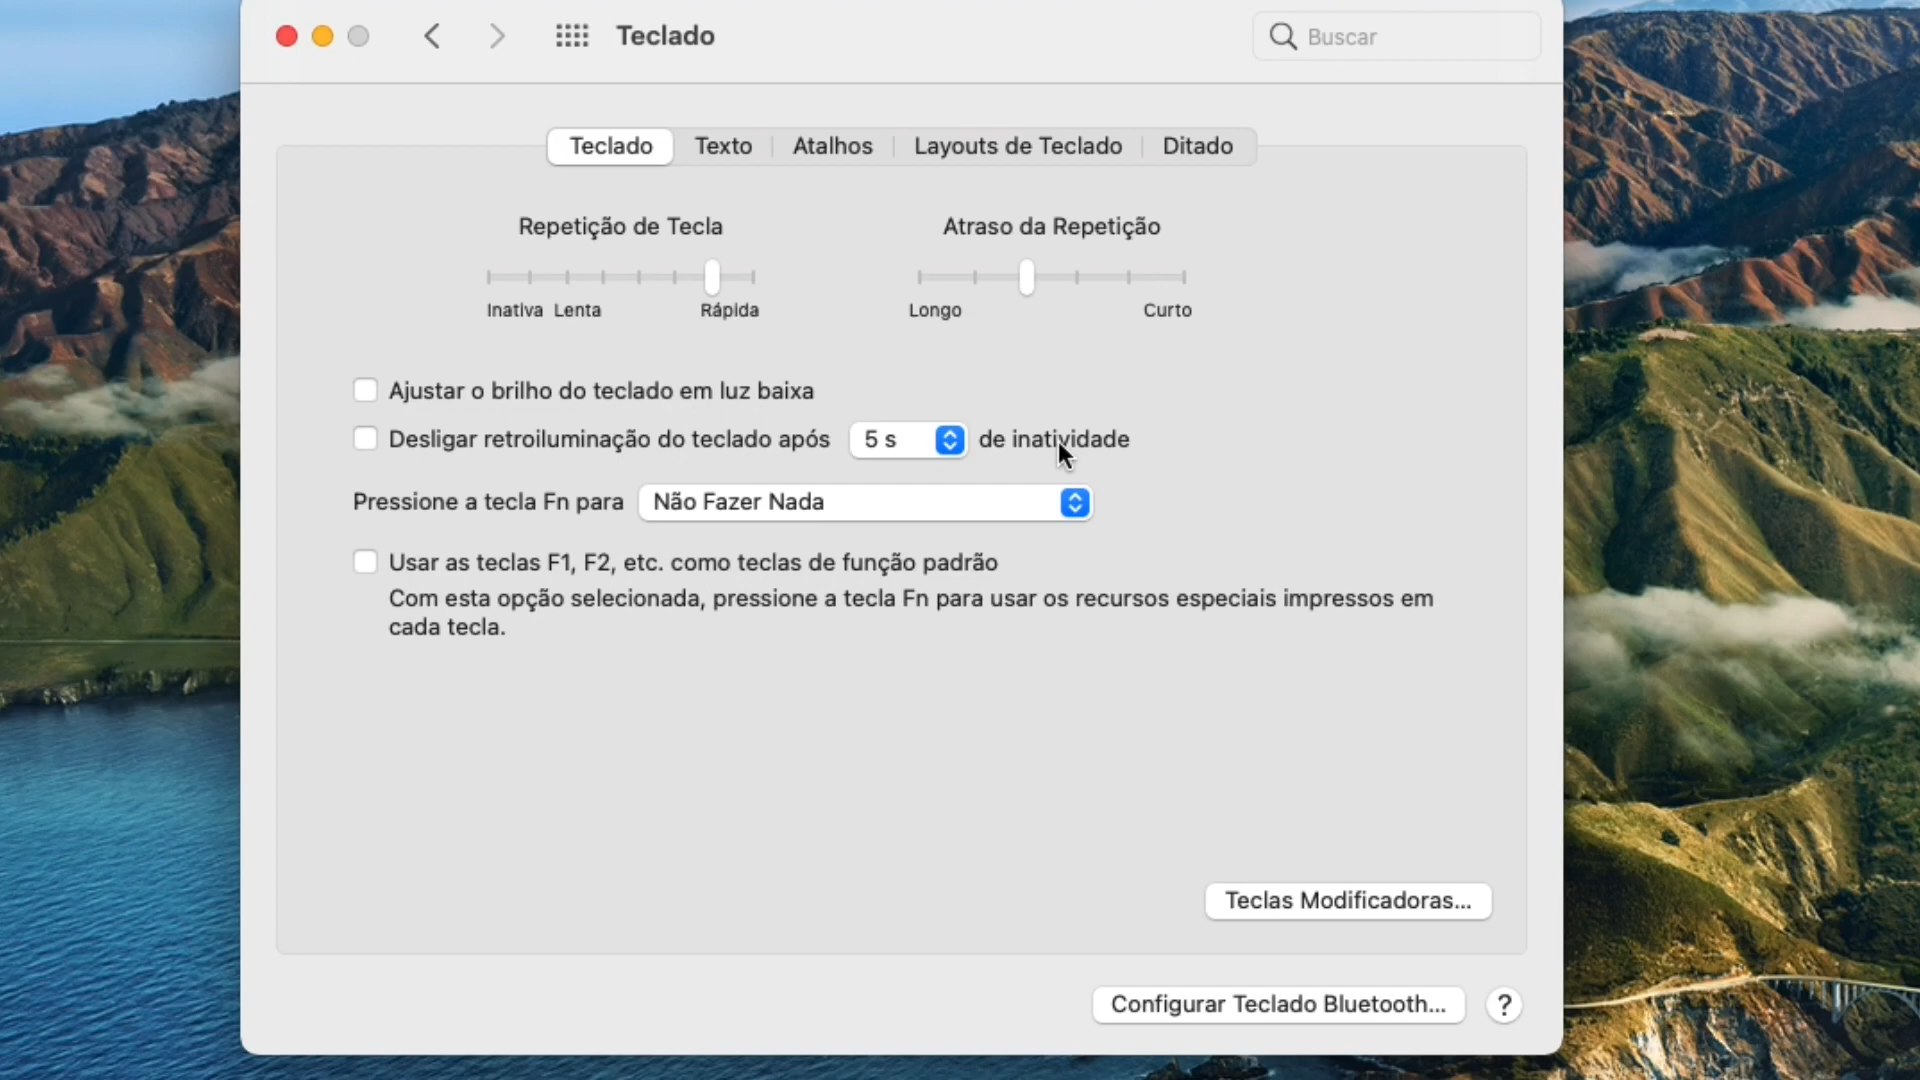 Teclado
Buscar
Teclado Texto Atalhos Layouts de Teclado Ditado
Repetição de Tecla Atraso da Repetição
Inativa Lenta Rápida Longo Curto
Ajustar o brilho do teclado em luz baixa
Desligar retroiluminação do teclado após 5 s de inatividade
Pressione a tecla Fn para Não Fazer Nada
Usar as teclas F1, F2, etc. como teclas de função padrão
Com esta opção selecionada, pressione a tecla Fn para usar os recursos especiais impressos em
cada tecla.
Teclas Modificadoras...
Configurar Teclado Bluetooth... ?